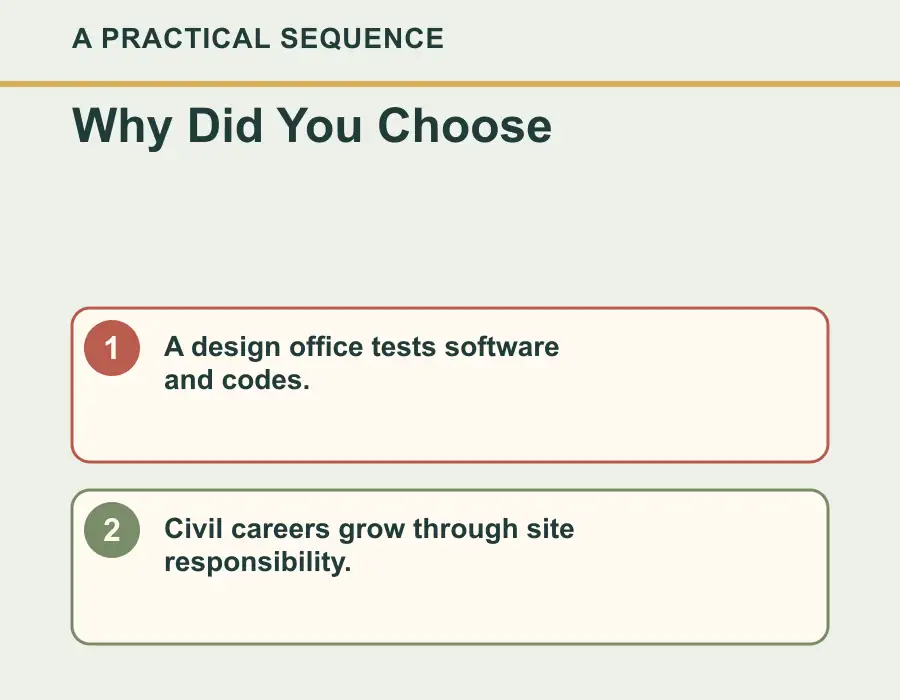 A PRACTICAL SEQUENCE
Why Did You Choose
1
A design office tests software
and codes.
2
Civil careers grow through site
responsibility.